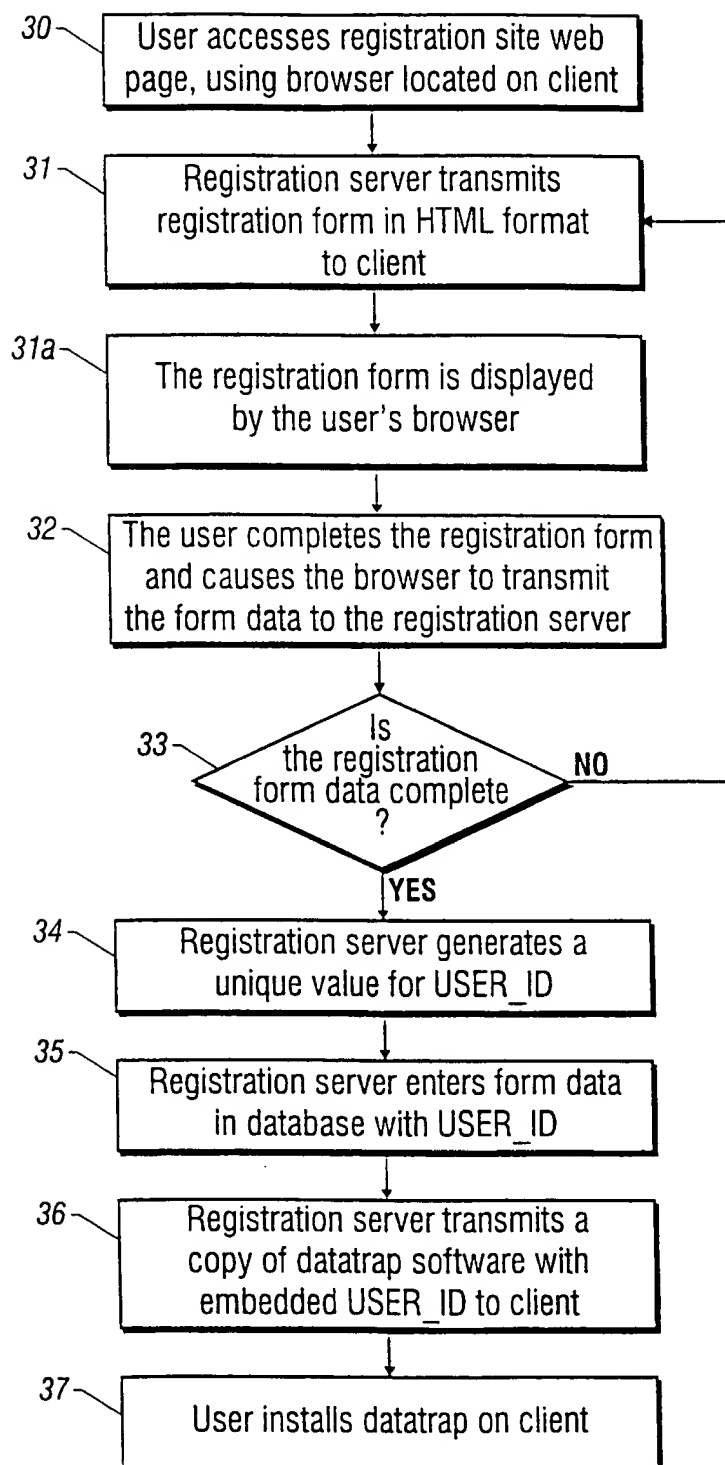 30
User accesses registration site web
page, using browser located on client
31
Registration server transmits
registration form in HTML format
to client
31a
The registration form is displayed
by the user's browser
32
The user completes the registration form
and causes the browser to transmit
the form data to the registration server
33
Is
the registration
form data complete
?
NO
YES
34
Registration server generates a
unique value for USER_ID
35
Registration server enters form data
in database with USER_ID
36
Registration server transmits a
copy of datatrap software with
embedded USER_ID to client
37
User installs datatrap on client